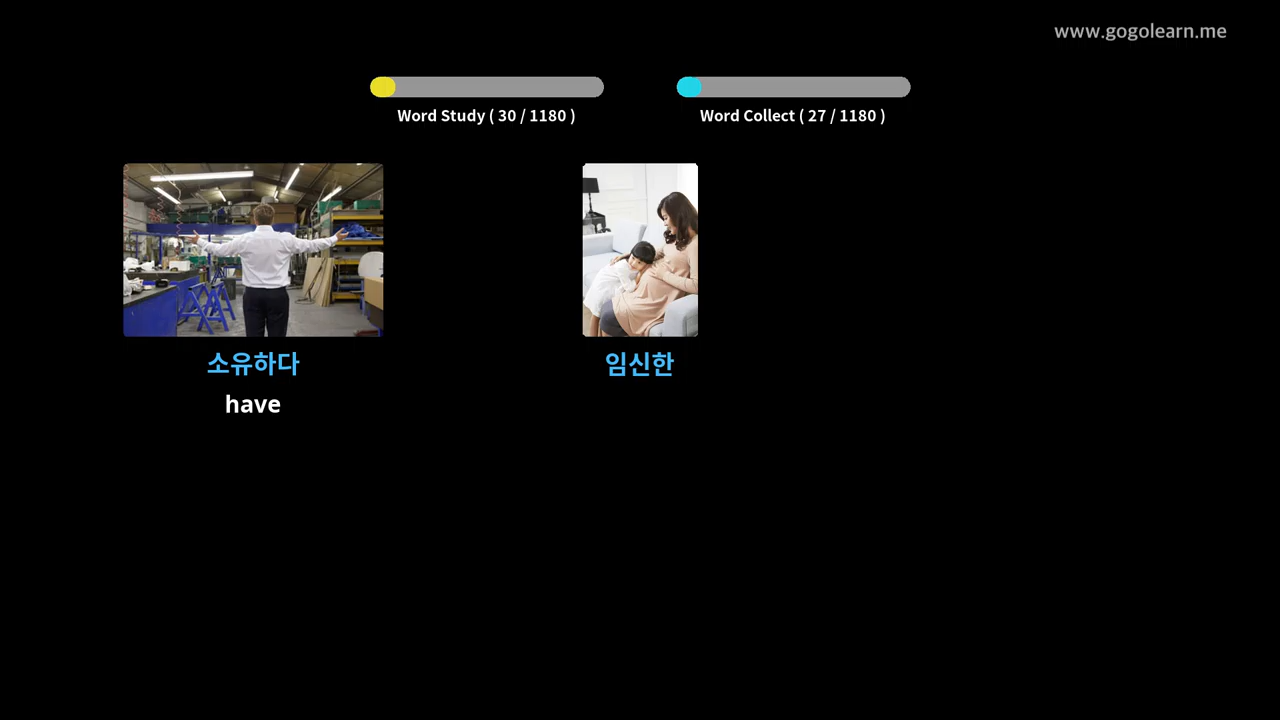 www.gogolearn.me
Word Study ( 30 / 1180 )
Word Collect ( 27 / 1180 )
소유하다
have
임신한